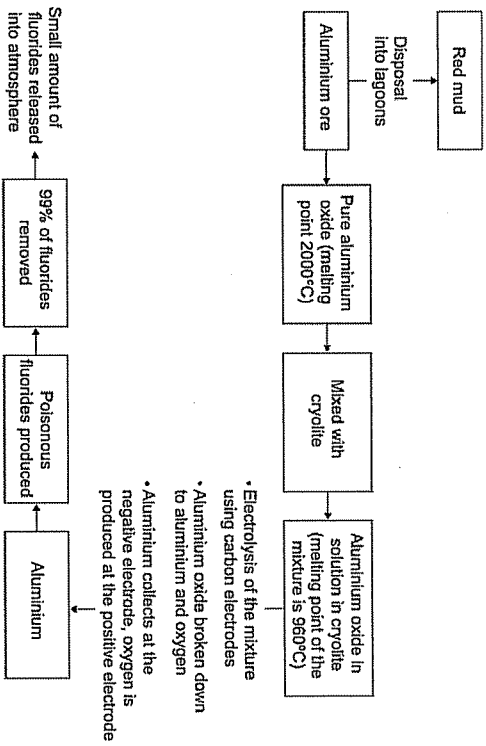 Red mud
Disposal
into lagoons
Aluminium ore
Pure aluminium
oxide (melting
point 2000°C)
Mixed with
cryolite
Aluminium oxide in
solution in cryolite
(melting point of the
mixture is 960°C)
• Electrolysis of the mixture
using carbon electrodes
• Aluminium oxide broken down
to aluminium and oxygen
• Aluminium collects at the
negative electrode, oxygen is
produced at the positive electrode
Aluminium
Poisonous
fluorides produced
99% of fluorides
removed
Small amount of
fluorides released
into atmosphere